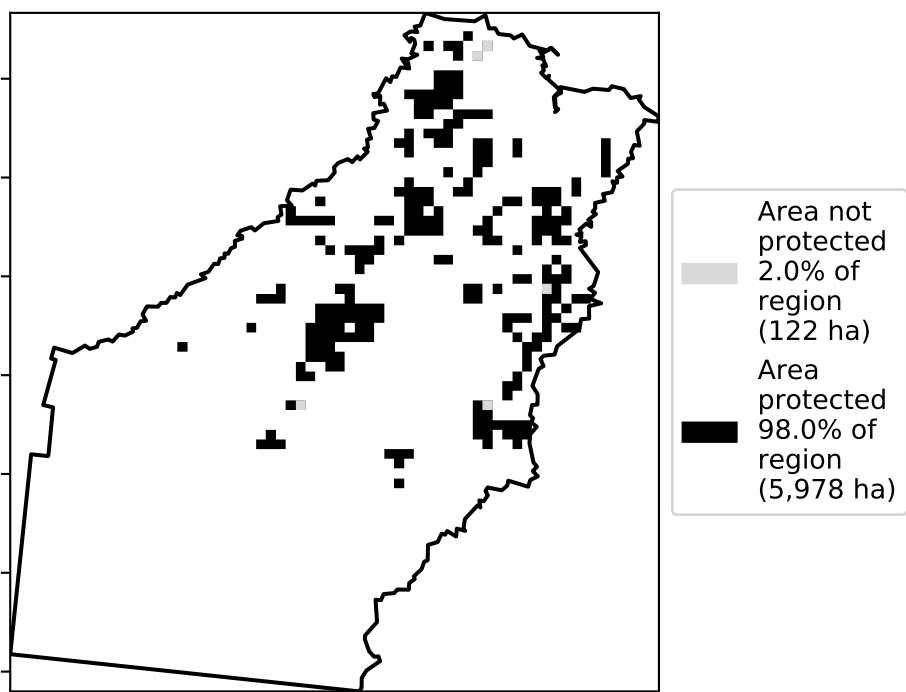 Area not
protected
2.0% of
region
(122 ha)
Area
protected
98.0% of
region
(5,978 ha)